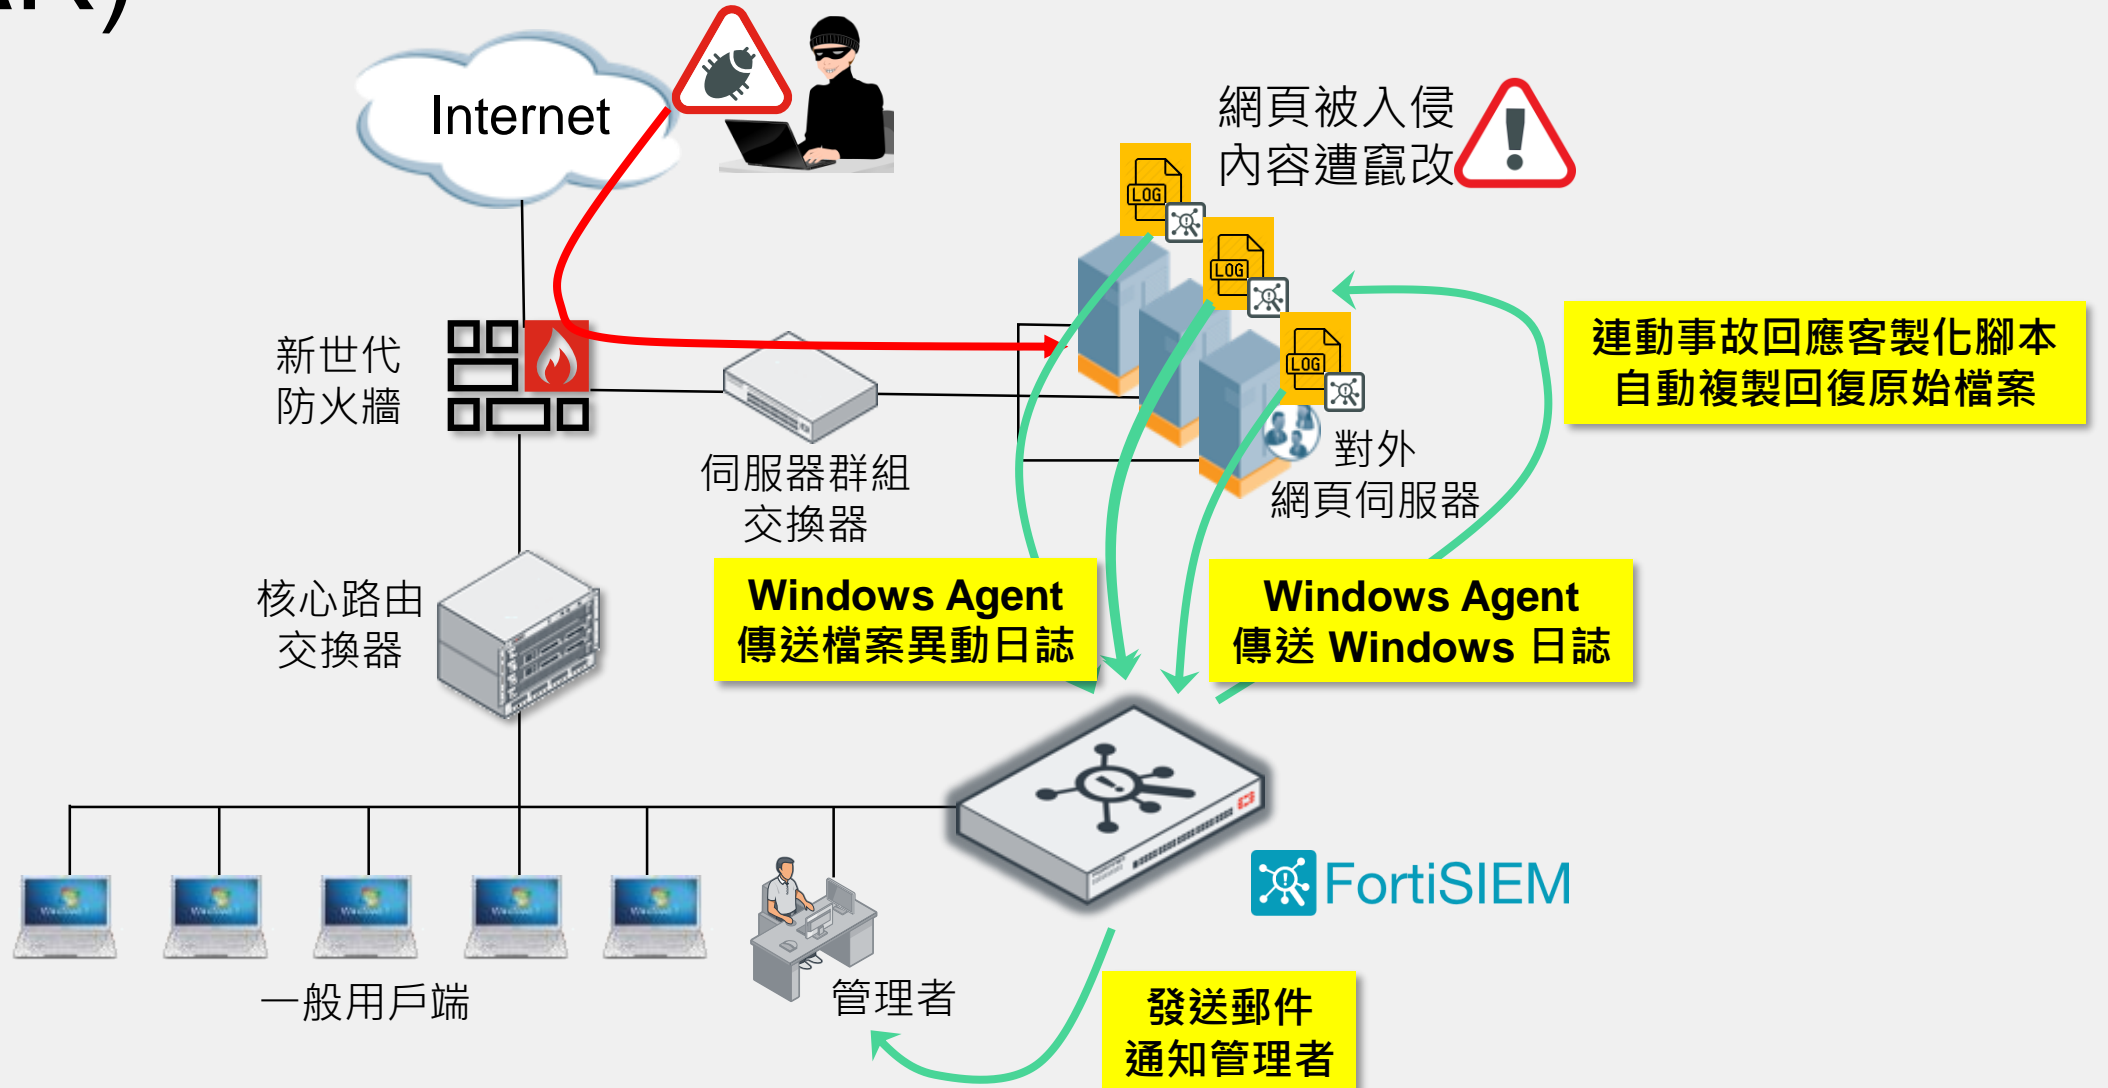 Internet
網頁被入侵
內容遭竄改
LOG
LOG
LOG
新世代
防火牆
連動事故回應客製化腳本
自動複製回復原始檔案
伺服器群組
交換器
對外
網頁伺服器
核心路由
交換器
Windows Agent
傳送檔案異動日誌
Windows Agent
傳送 Windows 日誌
FortiSIEM
一般用戶端
管理者
發送郵件
通知管理者